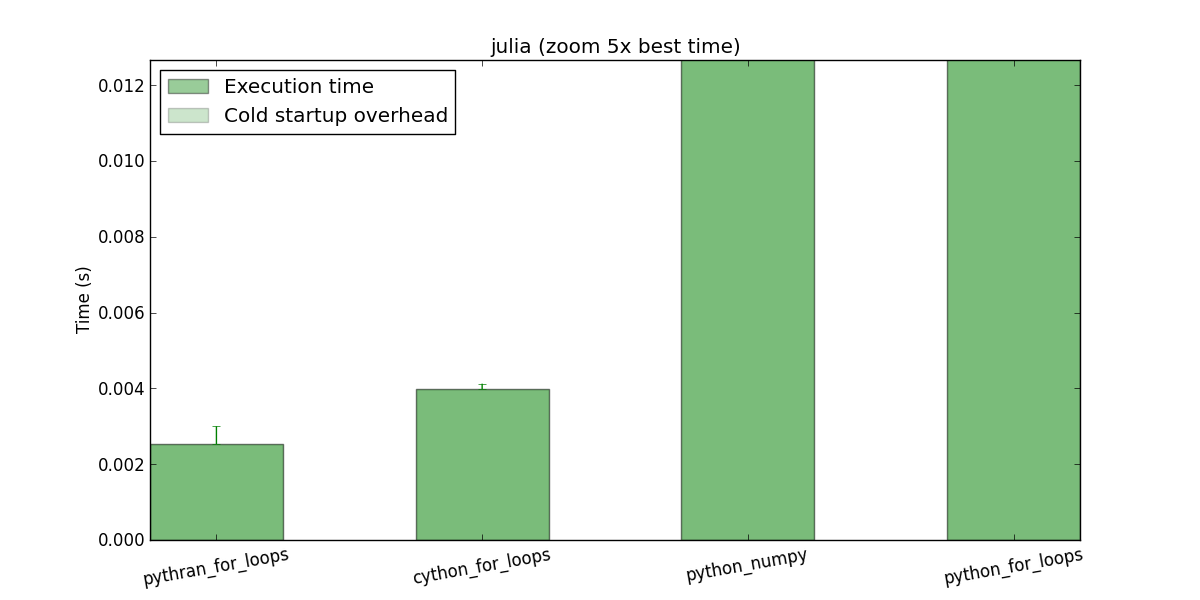 julia (zoom 5x best time)
Execution time
Cold startup overhead
Time (s)
0.012
0.010
0.008
0.006
0.004
0.002
0.000
pythran_for_loops
cython_for_loops
python_numpy
python_for_loops